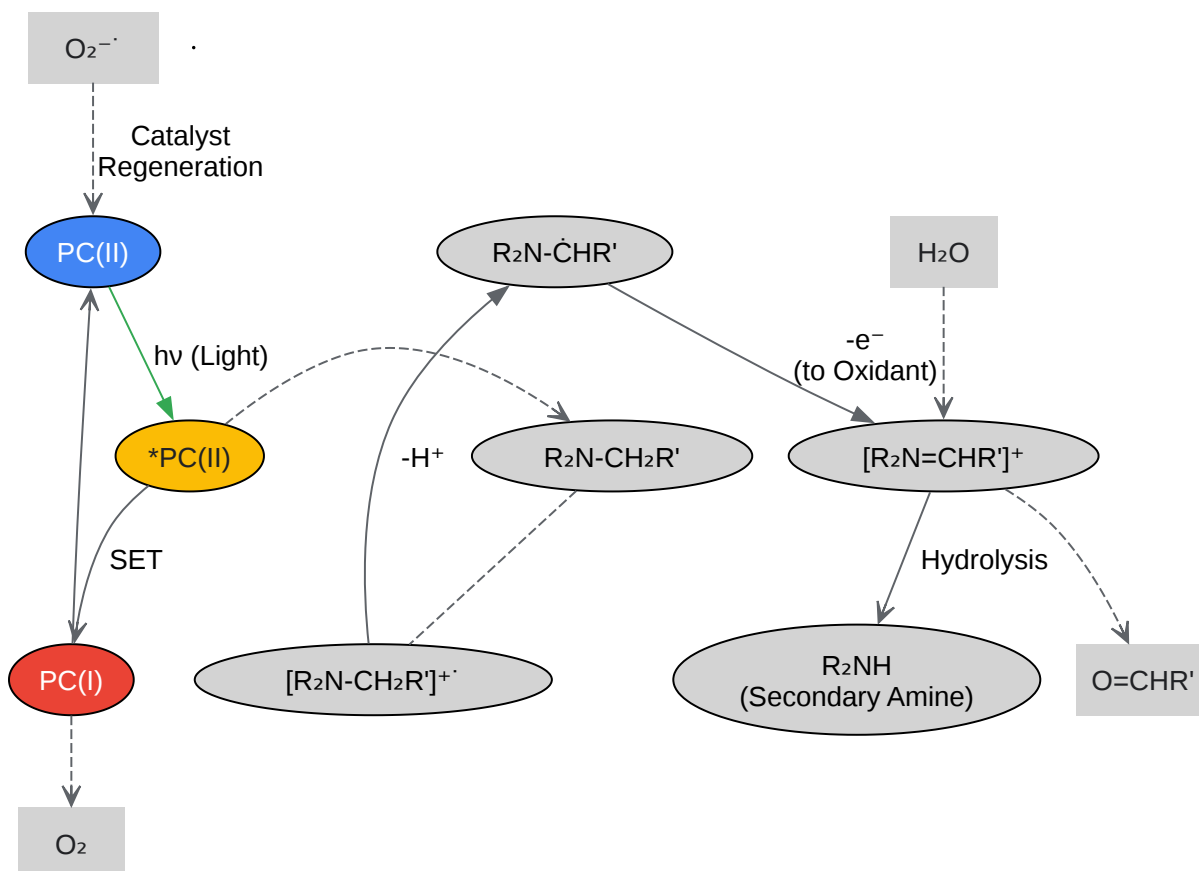 O₂⁻˙
.
Catalyst
Regeneration
PC(II)
R₂N-ĊHR'
H₂O
hν (Light)
-e⁻
(to Oxidant)
*PC(II)
-H⁺
R₂N-CH₂R'
[R₂N=CHR']⁺
SET
Hydrolysis
PC(I)
[R₂N-CH₂R']⁺˙
R₂NH
(Secondary Amine)
O=CHR'
O₂